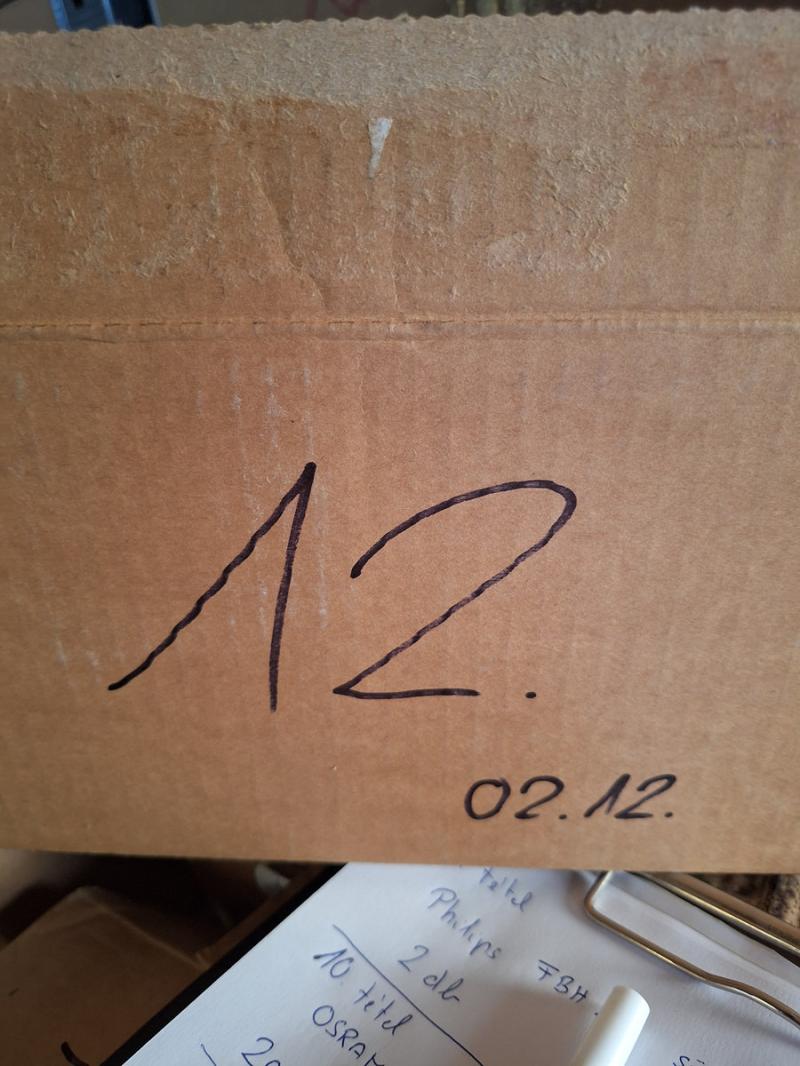 12.
02.12.
tétel
Philips FBH.
2 db
10. tétel
OSRAM